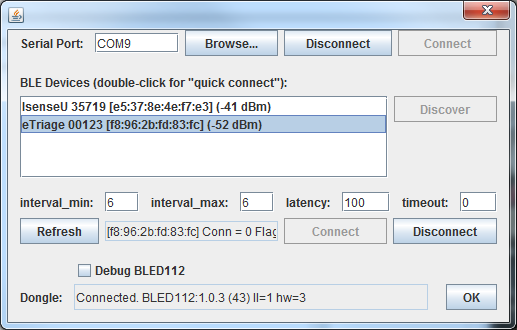 Serial Port: COM9 Browse... Disconnect Connect
BLE Devices (double-click for "quick connect"):
IsenseU 35719 [e5:37:8e:4e:f7:e3] (-41 dBm)
Discover
eTriage 00123 [f8:96:2b:fd:83:fc] (-52 dBm)
interval_min: 6 interval_max: 6 latency: 100 timeout: 0
Refresh [f8:96:2b:fd:83:fc] Conn = 0 Flag Connect Disconnect
Debug BLED112
Dongle: Connected. BLED112:1.0.3 (43) ll=1 hw=3 OK